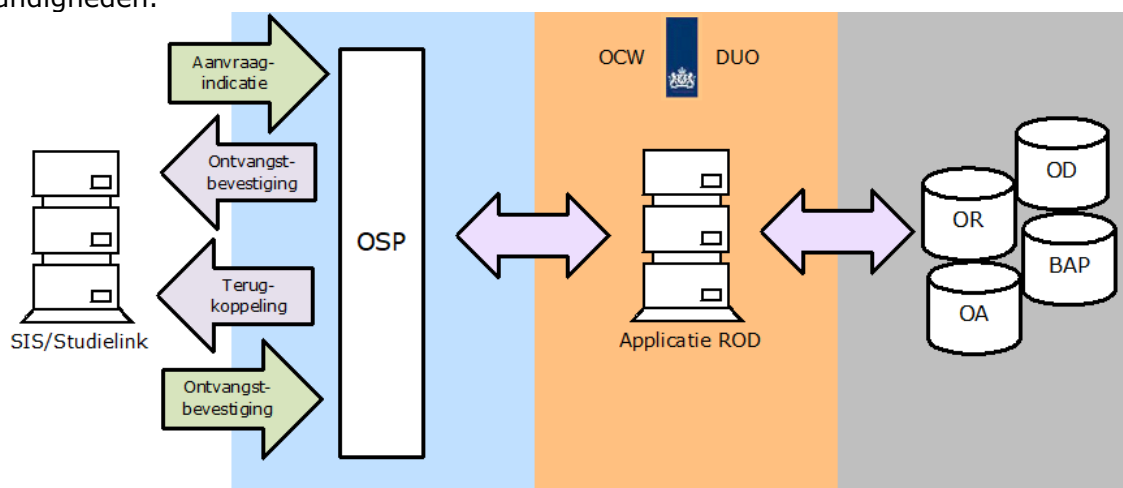 Aanvraag-
indicatie
OCW DUO
Ontvangst-
bevestiging
OSP
OD
OR
BAP
OA
Terug-
koppeling
SIS/Studielink
Applicatie ROD
Ontvangst-
bevestiging